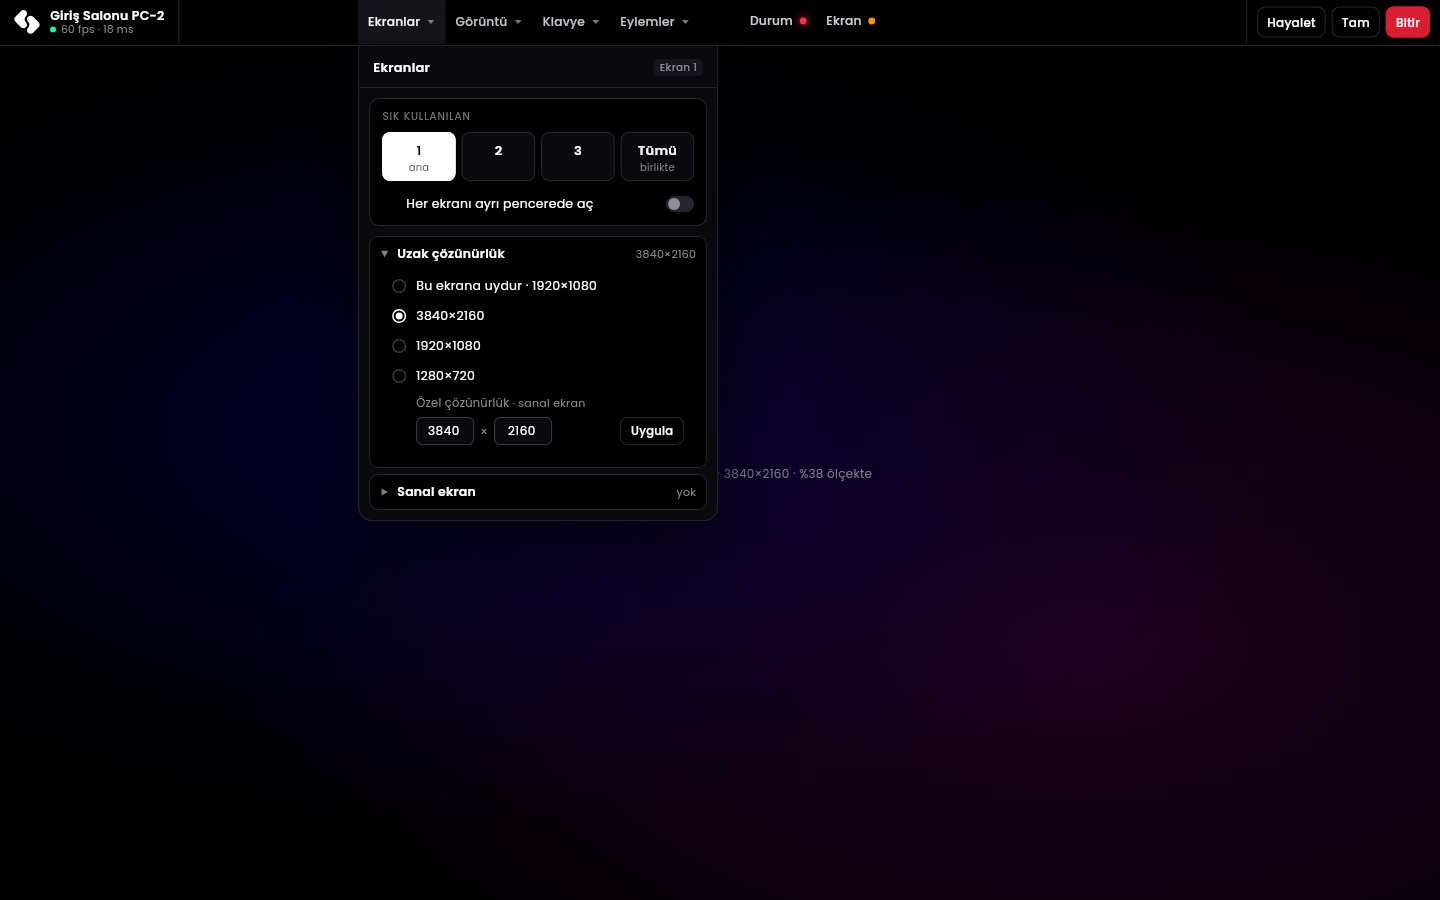 Giriş Salonu PC-2
60 fps · 18 ms
Ekranlar
Görüntü
Klavye
Eylemler
Durum
Ekran
Hayalet
Tam
Bitir
Ekranlar
Ekran 1
SIK KULLANILAN
1
ana
2
3
Tümü
birlikte
Her ekranı ayrı pencerede aç
Uzak çözünürlük
3840×2160
Bu ekrana uydur · 1920×1080
3840×2160
1920×1080
1280×720
Özel çözünürlük · sanal ekran
3840 × 2160
Uygula
· 3840×2160 · %38 ölçekte
Sanal ekran
yok